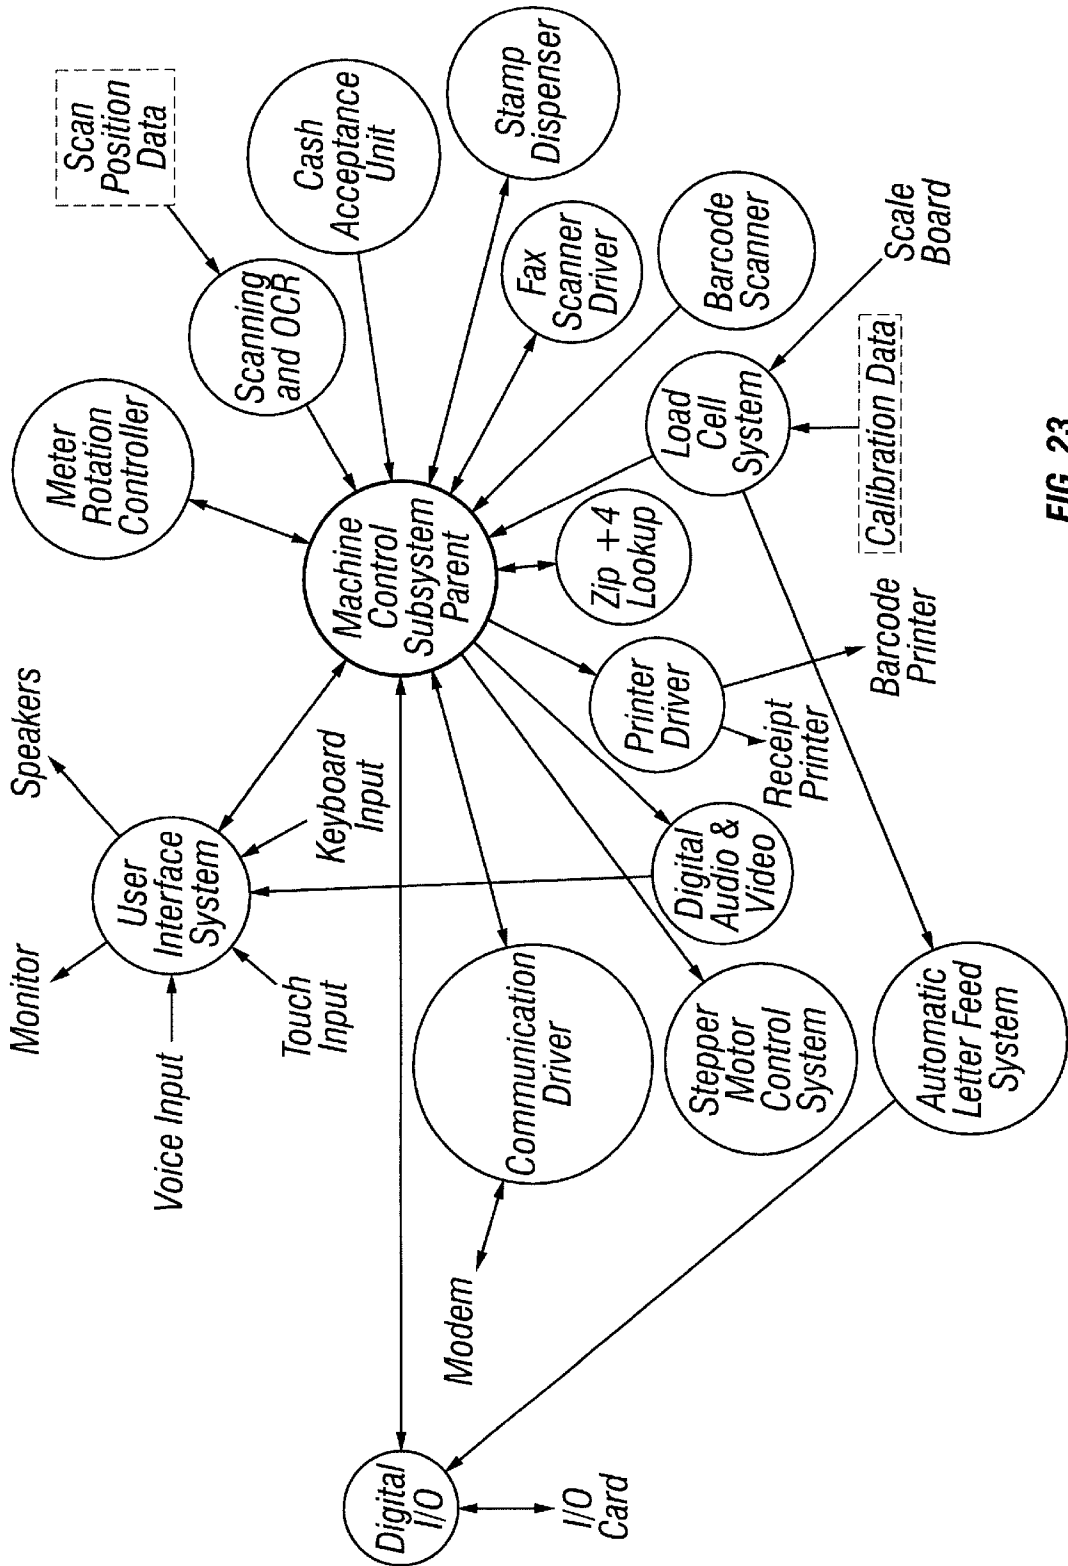 Monitor
Speakers
Voice Input
User
Interface
System
Touch
Input
Keyboard
Input
Meter
Rotation
Controller
Scan
Position
Data
Scanning
and OCR
Cash
Acceptance
Unit
Stamp
Dispenser
Machine
Control
Subsystem
Parent
Fax
Scanner
Driver
Barcode
Scanner
Digital
I/O
I/O
Card
Modem
Communication
Driver
Stepper
Motor
Control
System
Digital
Audio &
Video
Printer
Driver
Receipt
Printer
Barcode
Printer
Zip +4
Lookup
Load
Cell
System
Scale
Board
Calibration Data
Automatic
Letter Feed
System
FIG. 23